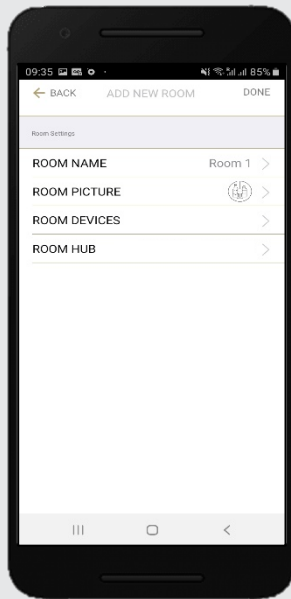 09:35 85%
BACK ADD NEW ROOM DONE
Room Settings
ROOM NAME Room 1
ROOM PICTURE
ROOM DEVICES
ROOM HUB